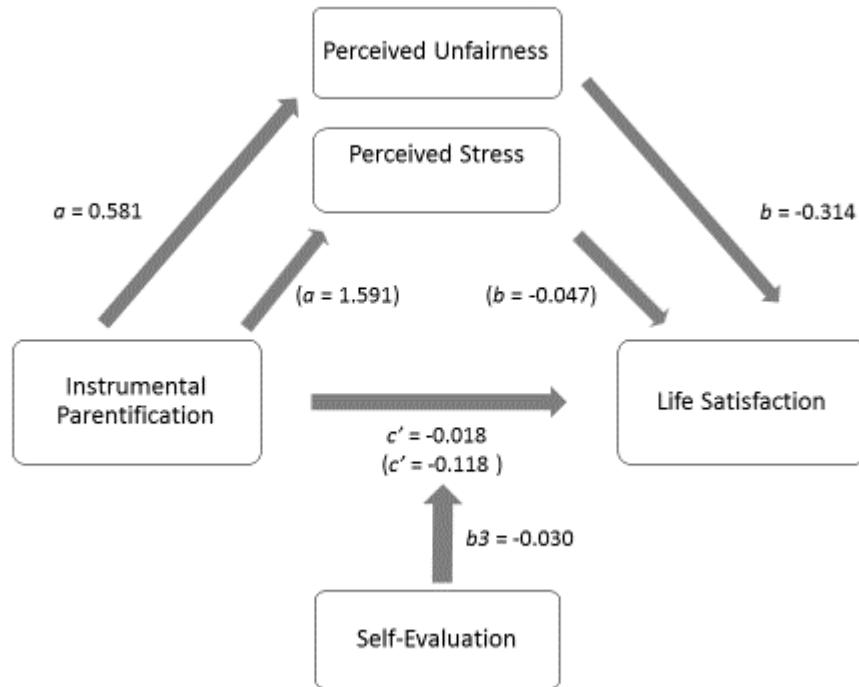 Perceived Unfairness
Perceived Stress
a = 0.581
b = -0.314
(a = 1.591)
(b = -0.047)
Instrumental
Parentification
Life Satisfaction
c' = -0.018
(c' = -0.118 )
b3 = -0.030
Self-Evaluation